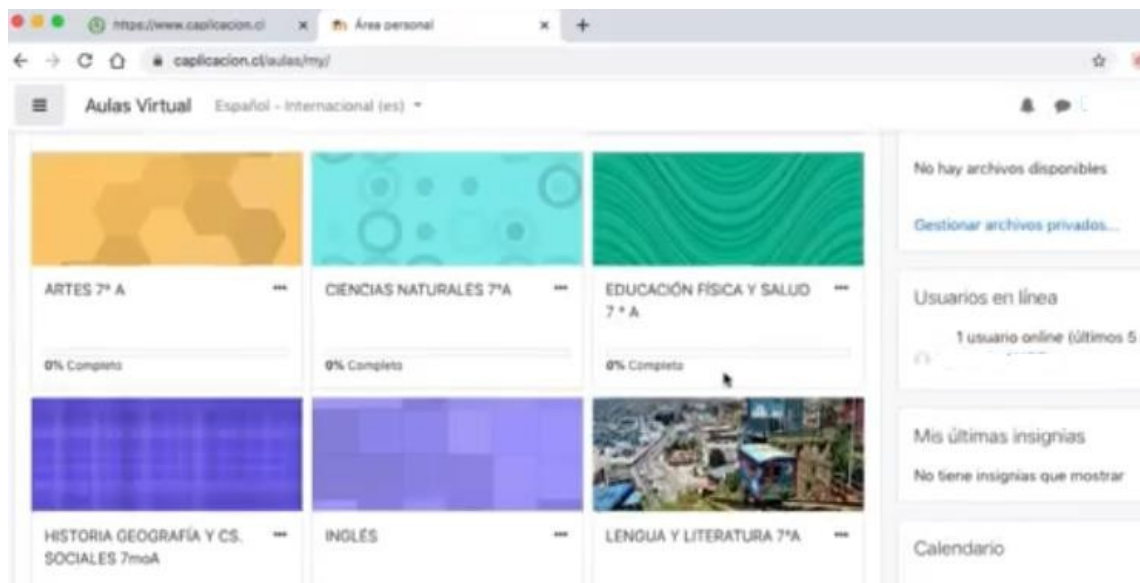 https://www.caplicacion.cl
Área personal
caplicacion.cl/aulas/my/
Aulas Virtual Español - Internacional (es)
No hay archivos disponibles
Gestionar archivos privados...
ARTES 7º A
CIENCIAS NATURALES 7ºA
EDUCACIÓN FÍSICA Y SALUD
7 º A
0% Completo
0% Completo
0% Completo
Usuarios en línea
1 usuario online (últimos 5
Mis últimas insignias
No tiene insignias que mostrar
HISTORIA GEOGRAFÍA Y CS.
SOCIALES 7moA
INGLÉS
LENGUA Y LITERATURA 7ºA
Calendario